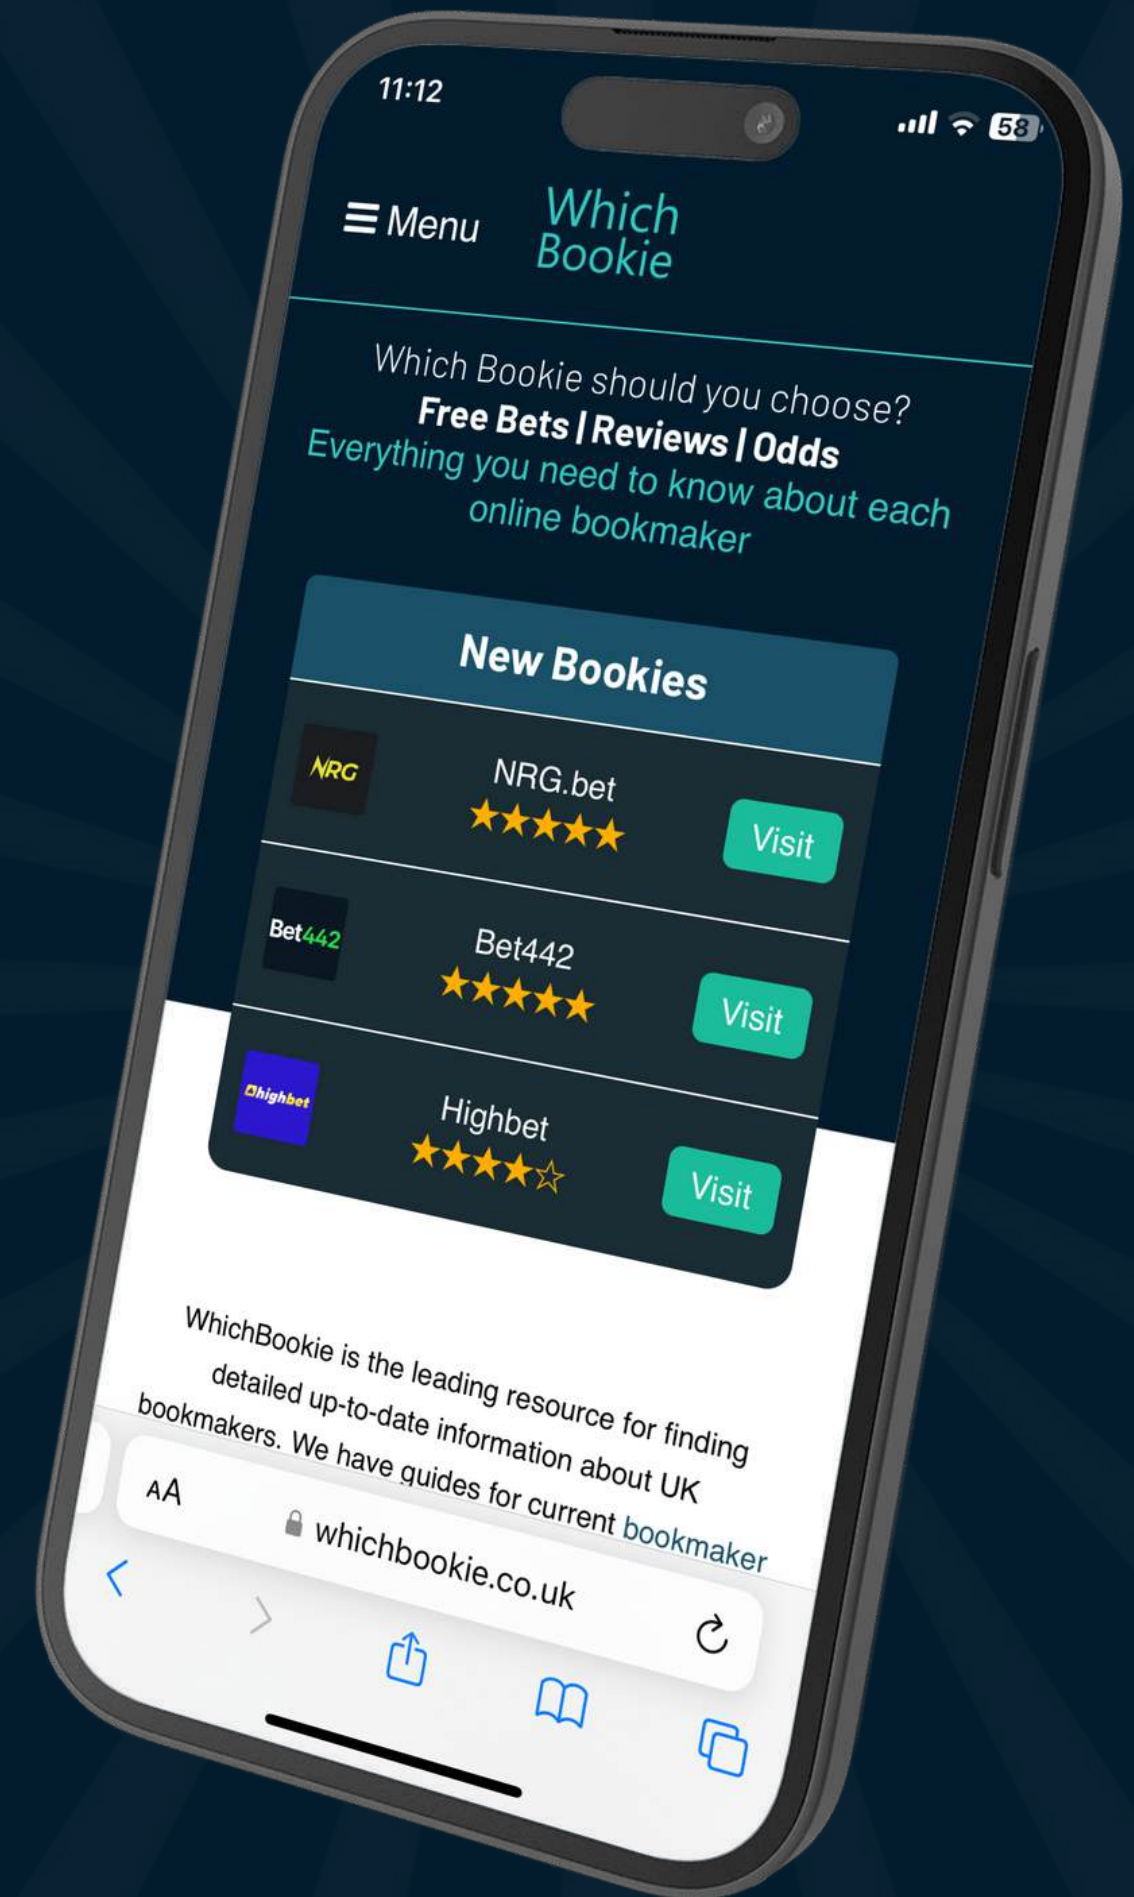 11:12
58
Menu
Which
Bookie
Which Bookie should you choose?
Free Bets | Reviews | Odds
Everything you need to know about each
online bookmaker
New Bookies
NRG
NRG.bet
Visit
Bet442
Bet442
Visit
highbet
Highbet
Visit
WhichBookie is the leading resource for finding
detailed up-to-date information about UK
bookmakers. We have guides for current bookmaker
AA
whichbookie.co.uk